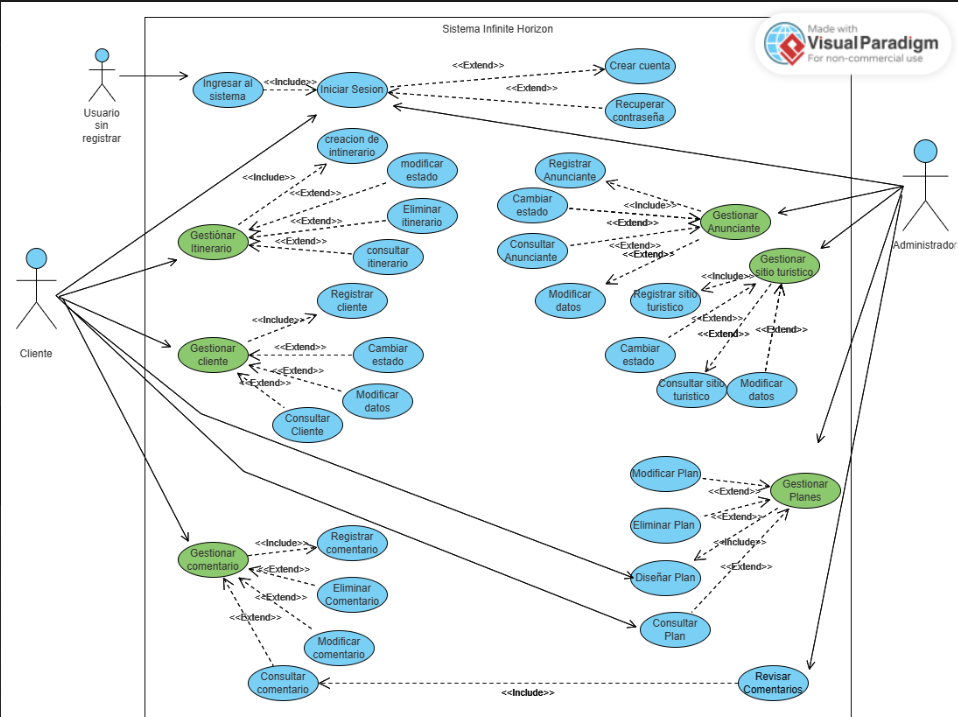 Sistema Infinite Horizon
Made with
Visual Paradigm
For non-commercial use
Usuario
sin
registrar
Ingresar al
sistema
<<Include>>
Iniciar Sesion
<<Extend>>
Crear cuenta
<<Extend>>
Recuperar
contraseña
Cliente
Administrador
creacion de
intinerario
<<Include>>
modificar
estado
<<Extend>>
Eliminar
itinerario
<<Extend>>
Gestiónar
Itinerario
<<Extend>>
consultar
itinerario
Registrar
cliente
<<Include>>
Gestionar
cliente
<<Extend>>
Cambiar
estado
<<Extend>>
Modificar
datos
<<Extend>>
Consultar
Cliente
Registrar
Anunciante
<<Include>>
Cambiar
estado
<<Extend>>
Gestionar
Anunciante
Consultar
Anunciante
<<Extend>>
<<Extend>>
Modificar
datos
Gestionar
sitio turistico
<<Include>>
Registrar sitio
turistico
<<Extend>>
<<Extend>>
<<Extend>>
Cambiar
estado
Consultar sitio
turistico
Modificar
datos
Modificar Plan
<<Extend>>
Gestionar
Planes
Eliminar Plan
<<Extend>>
<<Include>>
Diseñar Plan
<<Extend>>
Consultar
Plan
Gestionar
comentario
<<Include>>
Registrar
comentario
<<Extend>>
Eliminar
Comentario
<<Extend>>
<<Extend>>
Modificar
comentario
Consultar
comentario
<<Include>>
Revisar
Comentarios